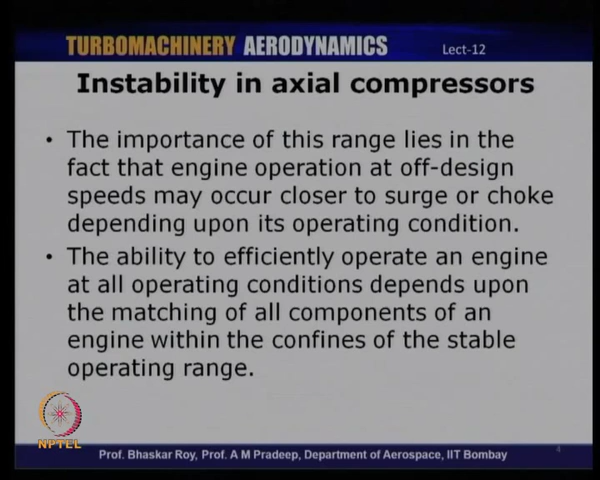 TURBOMACHINERY AERODYNAMICS Lect-12
Instability in axial compressors
• The importance of this range lies in the
fact that engine operation at off-design
speeds may occur closer to surge or choke
depending upon its operating condition.
• The ability to efficiently operate an engine
at all operating conditions depends upon
the matching of all components of an
engine within the confines of the stable
operating range.
NPTEL
Prof. Bhaskar Roy, Prof. A M Pradeep, Department of Aerospace, IIT Bombay
4